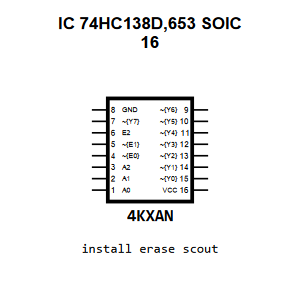 IC 74HC138D,653 SOIC
16
8 GND ~{Y6} 9
7 ~{Y7} ~{Y5} 10
6 E2 ~{Y4} 11
5 ~{E1} ~{Y3} 12
4 ~{E0} ~{Y2} 13
3 A2 ~{Y1} 14
2 A1 ~{Y0} 15
1 A0 VCC 16
4KXAN
install erase scout